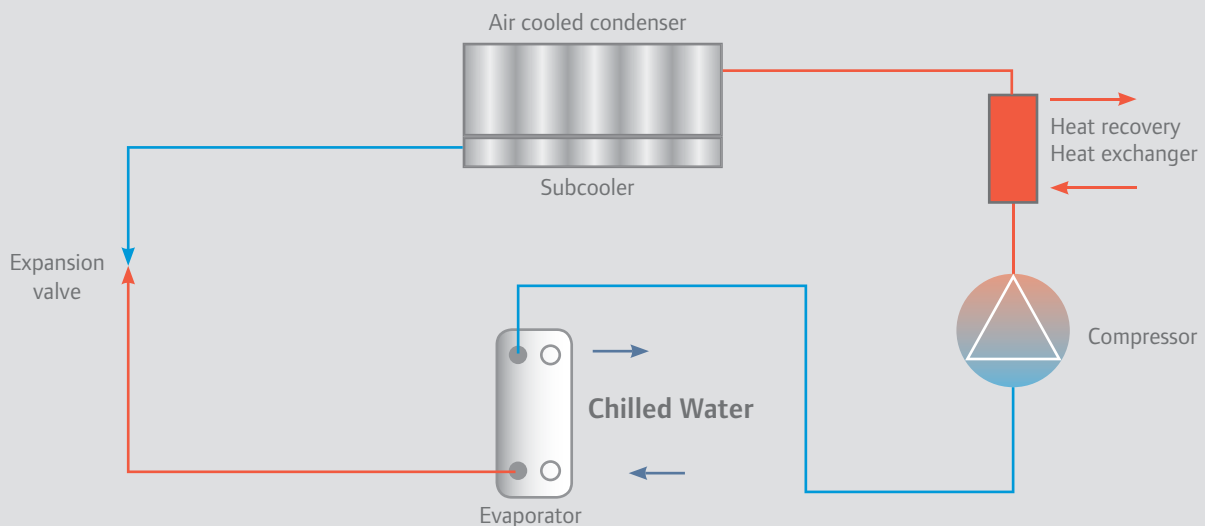 Air cooled condenser
Heat recovery
Heat exchanger
Subcooler
Expansion
valve
Compressor
Chilled Water
Evaporator